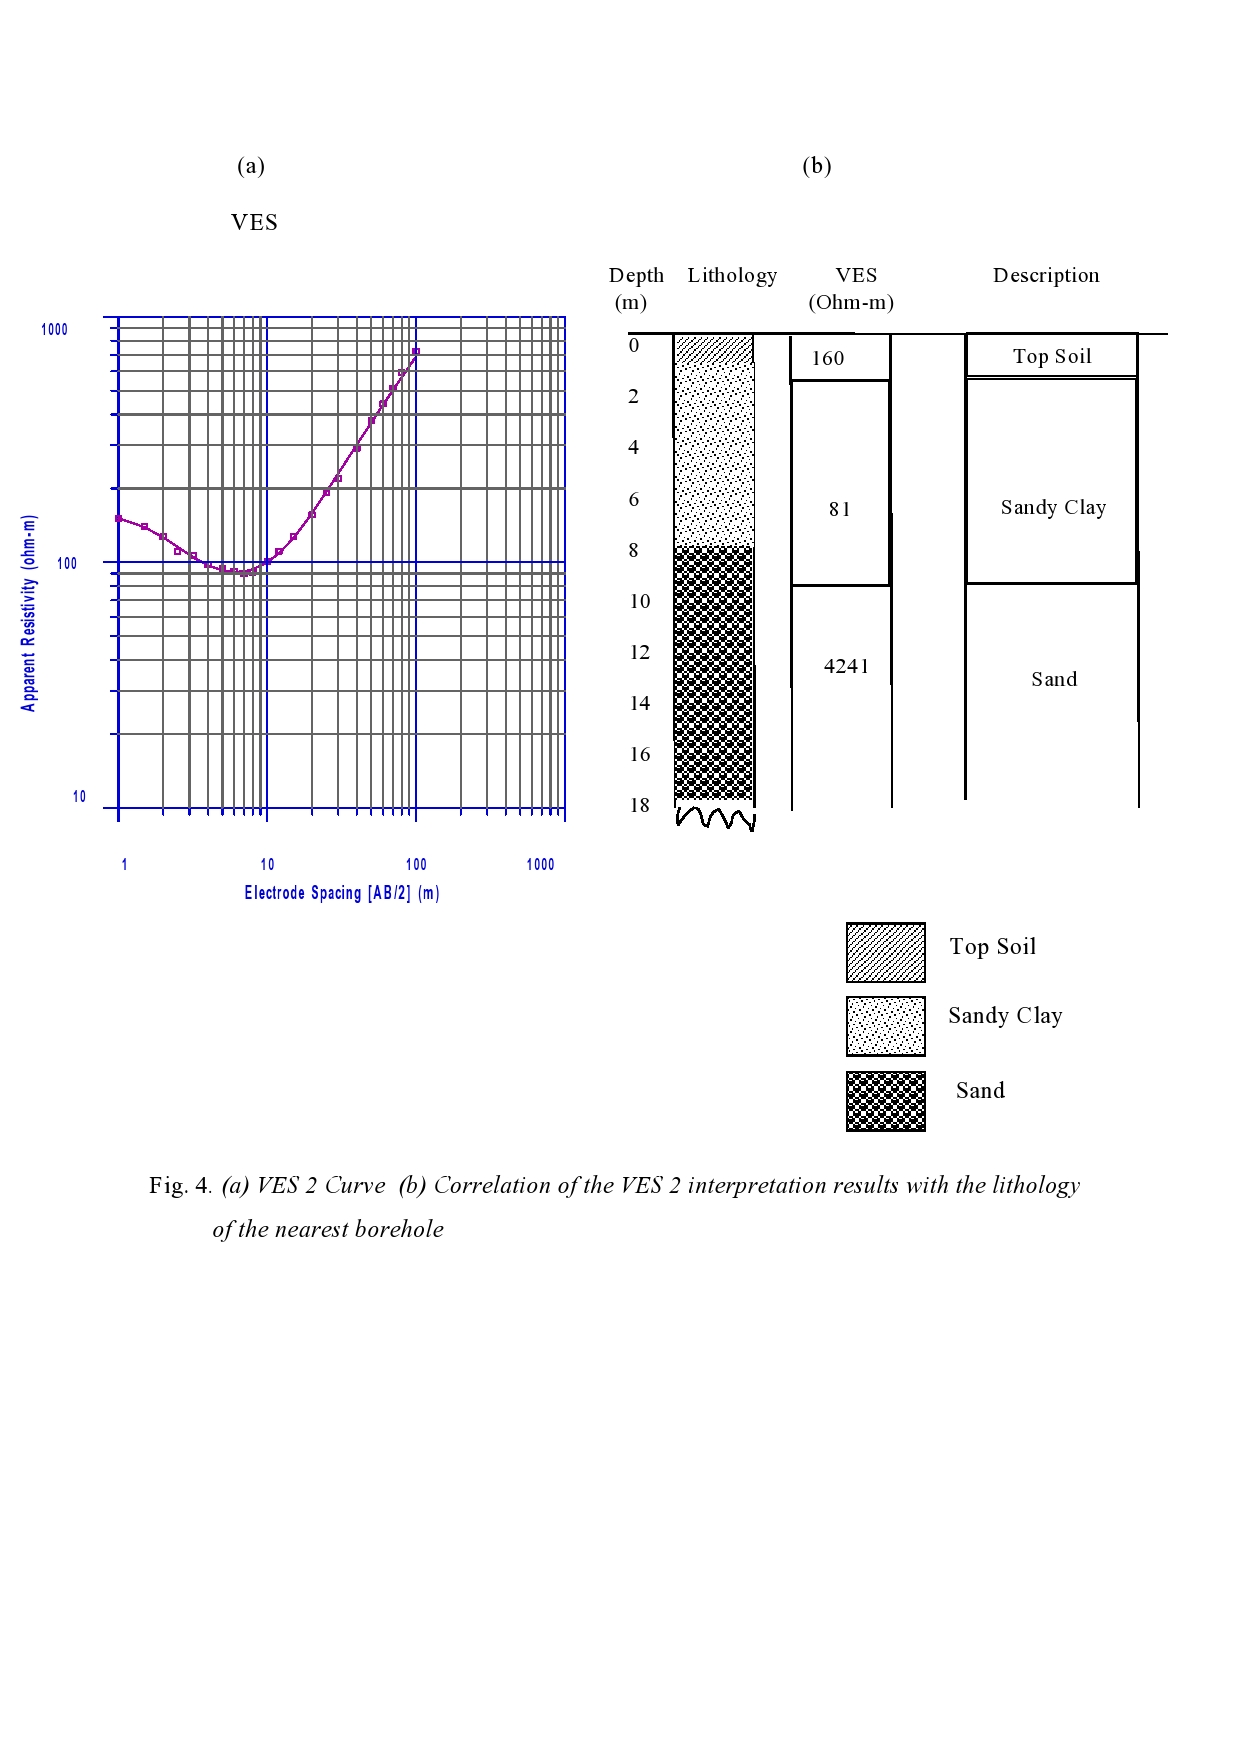 (a)
(b)
VES
Depth Lithology VES Description
(m) (Ohm-m)
1000
100
10
Apparent Resistivity (ohm-m)
1 10 100 1000
Electrode Spacing [AB/2] (m)
0
2
4
6
8
10
12
14
16
18
160
81
4241
Top Soil
Sandy Clay
Sand
Top Soil
Sandy Clay
Sand
Fig. 4. (a) VES 2 Curve (b) Correlation of the VES 2 interpretation results with the lithology
of the nearest borehole